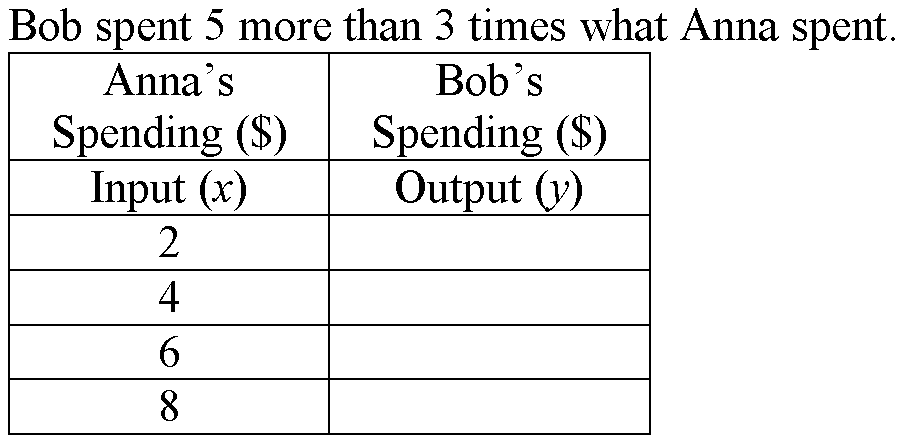 Bob spent 5 more than 3 times what Anna spent.
Anna’s Spending ($) Bob’s Spending ($)
Input (x) Output (y)
2
4
6
8